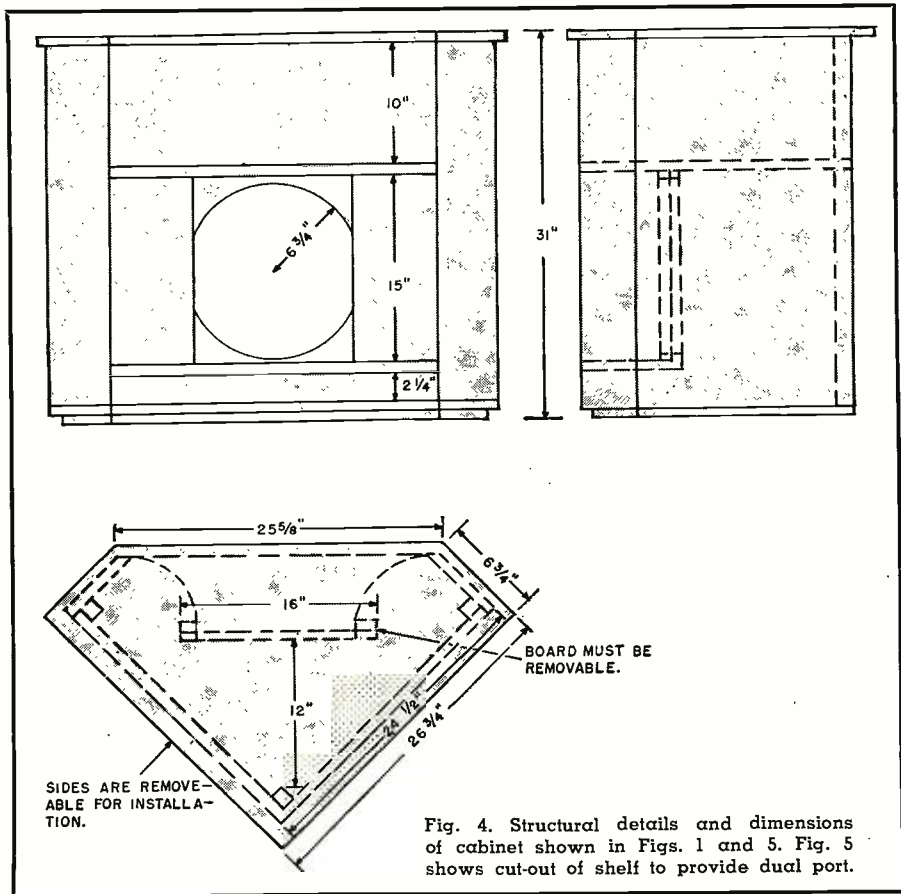 10"
6 3/4"
15"
2 1/4"
31"
25 5/8"
6 3/4"
16"
BOARD MUST BE
REMOVABLE.
12"
24 1/2"
26 3/4"
SIDES ARE REMOVE-
ABLE FOR INSTALLA-
TION.
Fig. 4. Structural details and dimensions
of cabinet shown in Figs. 1 and 5. Fig. 5
shows cut-out of shelf to provide dual port.